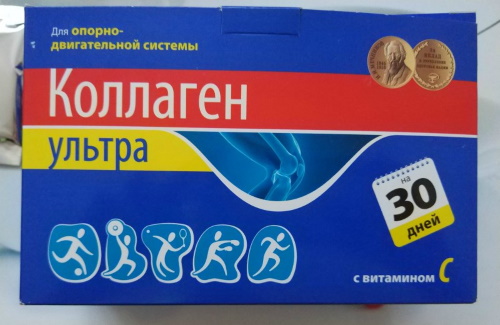 Для опорно-
двигательной системы
Коллаген
ультра
на
30
дней
с витамином С